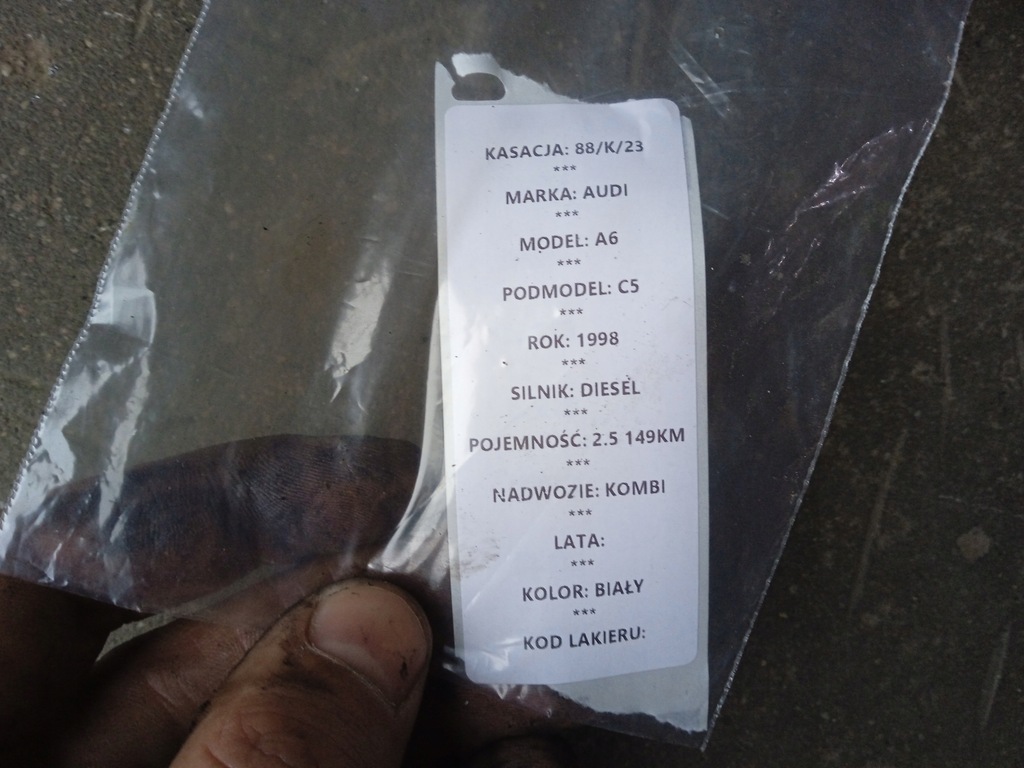 KASACJA: 88/K/23
***
MARKA: AUDI
***
MODEL: A6
***
PODMODEL: C5
***
ROK: 1998
***
SILNIK: DIESEL
***
POJEMNOŚĆ: 2.5 149KM
***
NADWOZIE: KOMBI
***
LATA:
***
KOLOR: BIAŁY
***
KOD LAKIERU: